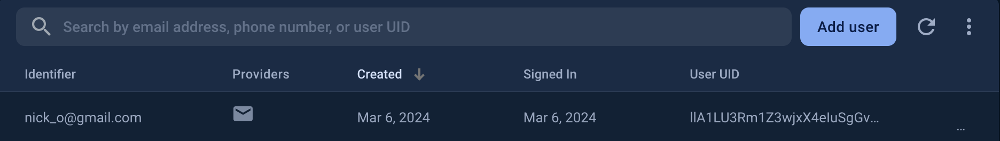 Search by email address, phone number, or user UID
Add user
Identifier Providers Created Signed In User UID
nick_o@gmail.com Mar 6, 2024 Mar 6, 2024 llA1LU3Rm1Z3wjxX4eIuSgGv...
...